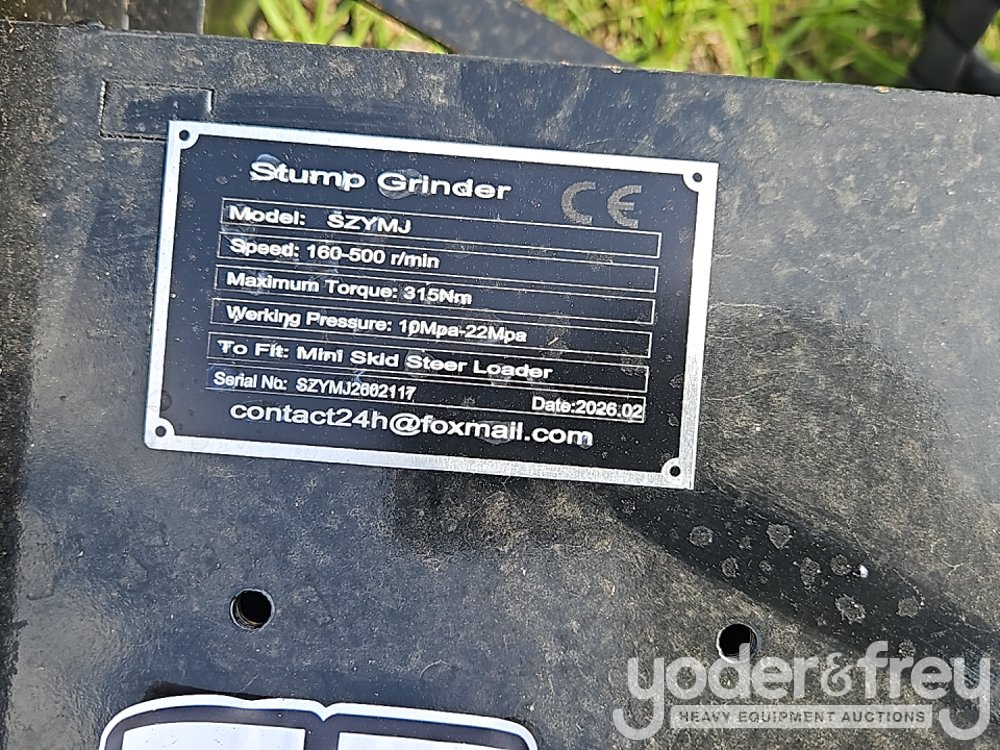 Stump Grinder
CE
Model: SZYMJ
Speed: 160-500 r/min
Maximum Torque: 315Nm
Working Pressure: 10Mpa-22Mpa
To Fit: Mini Skid Steer Loader
Serial No: SZYMJ2602117 Date:2026.02
contact24h@foxmail.com
yoder&frey
HEAVY EQUIPMENT AUCTIONS